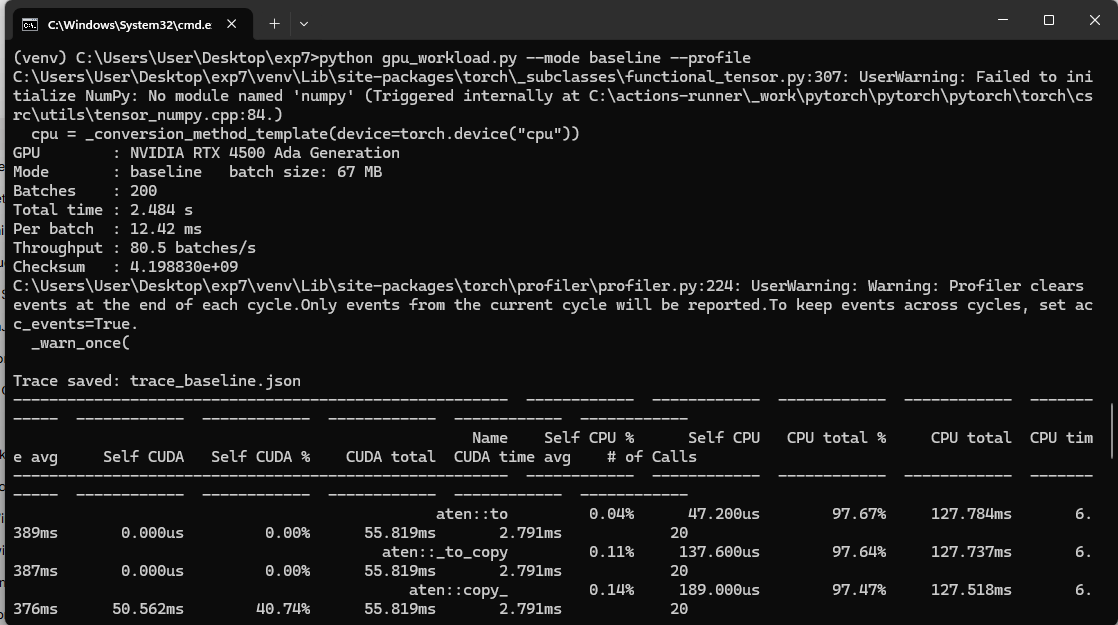 C:\Windows\System32\cmd.e
(venv) C:\Users\User\Desktop\exp7>python gpu_workload.py --mode baseline --profile
C:\Users\User\Desktop\exp7\venv\Lib\site-packages\torch\_subclasses\functional_tensor.py:307: UserWarning: Failed to ini
tialize NumPy: No module named 'numpy' (Triggered internally at C:\actions-runner\_work\pytorch\pytorch\pytorch\torch\cs
rc\utils\tensor_numpy.cpp:84.)
  cpu = _conversion_method_template(device=torch.device("cpu"))
GPU        : NVIDIA RTX 4500 Ada Generation
Mode       : baseline   batch size: 67 MB
Batches    : 200
Total time : 2.484 s
Per batch  : 12.42 ms
Throughput : 80.5 batches/s
Checksum   : 4.198830e+09
C:\Users\User\Desktop\exp7\venv\Lib\site-packages\torch\profiler\profiler.py:224: UserWarning: Warning: Profiler clears
events at the end of each cycle.Only events from the current cycle will be reported.To keep events across cycles, set ac
c_events=True.
  _warn_once(
Trace saved: trace_baseline.json
-------------------------------------------------------  ------------  ------------  ------------  ------------  -------
-----  ------------  ------------  ------------  ------------  ------------
                                                   Name    Self CPU %      Self CPU   CPU total %     CPU total  CPU tim
e avg     Self CUDA   Self CUDA %    CUDA total  CUDA time avg    # of Calls
-------------------------------------------------------  ------------  ------------  ------------  ------------  -------
-----  ------------  ------------  ------------  ------------  ------------
                                               aten::to         0.04%      47.200us        97.67%     127.784ms       6.
389ms       0.000us         0.00%      55.819ms       2.791ms            20
                                         aten::_to_copy         0.11%     137.600us        97.64%     127.737ms       6.
387ms       0.000us         0.00%      55.819ms       2.791ms            20
                                            aten::copy_         0.14%     189.000us        97.47%     127.518ms       6.
376ms      50.562ms        40.74%      55.819ms       2.791ms            20